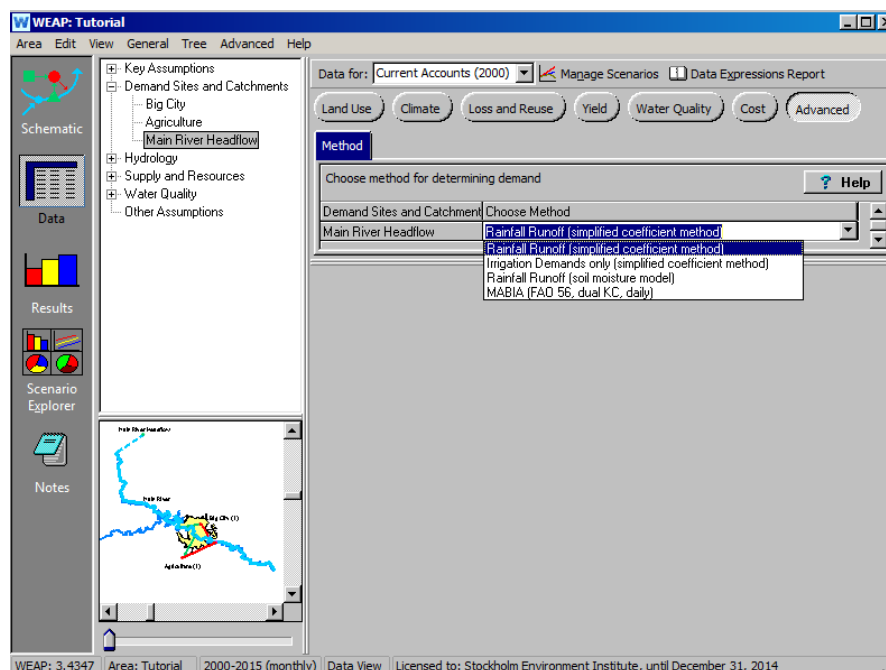 WEAP: Tutorial
Area Edit View General Tree Advanced Help
Schematic
Data
Results
Scenario
Explorer
Notes
Key Assumptions
Demand Sites and Catchments
Big City
Agriculture
Main River Headflow
Hydrology
Supply and Resources
Water Quality
Other Assumptions
Main River Headflow
Main River
Big City (1)
Agriculture (1)
Data for: Current Accounts (2000) Manage Scenarios Data Expressions Report
Land Use Climate Loss and Reuse Yield Water Quality Cost Advanced
Method
Choose method for determining demand
? Help
Demand Sites and Catchment Choose Method
Main River Headflow Rainfall Runoff (simplified coefficient method)
Rainfall Runoff (simplified coefficient method)
Irrigation Demands only (simplified coefficient method)
Rainfall Runoff (soil moisture model)
MABIA (FAO 56, dual KC, daily)
WEAP: 3.4347 Area: Tutorial 2000-2015 (monthly) Data View Licensed to: Stockholm Environment Institute, until December 31, 2014